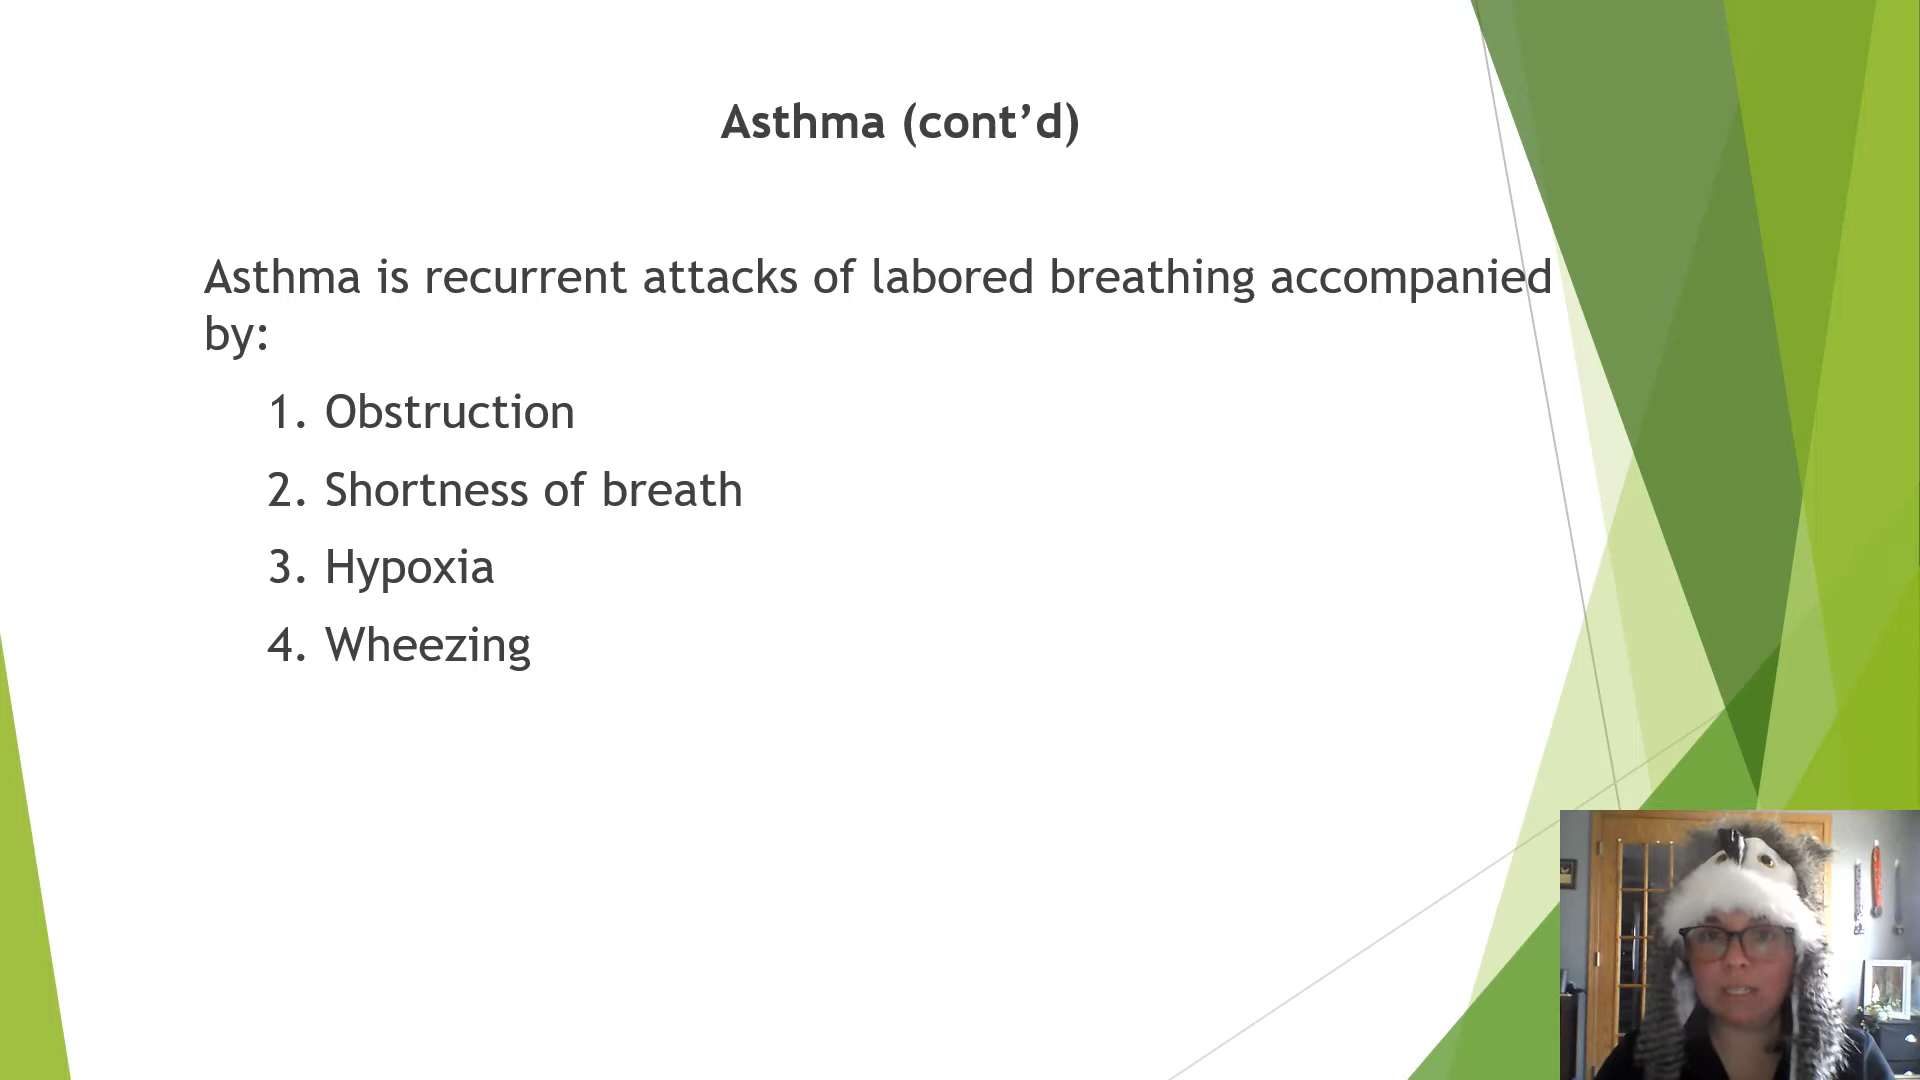 Asthma (cont’d)
Asthma is recurrent attacks of labored breathing accompanied
by:
1. Obstruction
2. Shortness of breath
3. Hypoxia
4. Wheezing